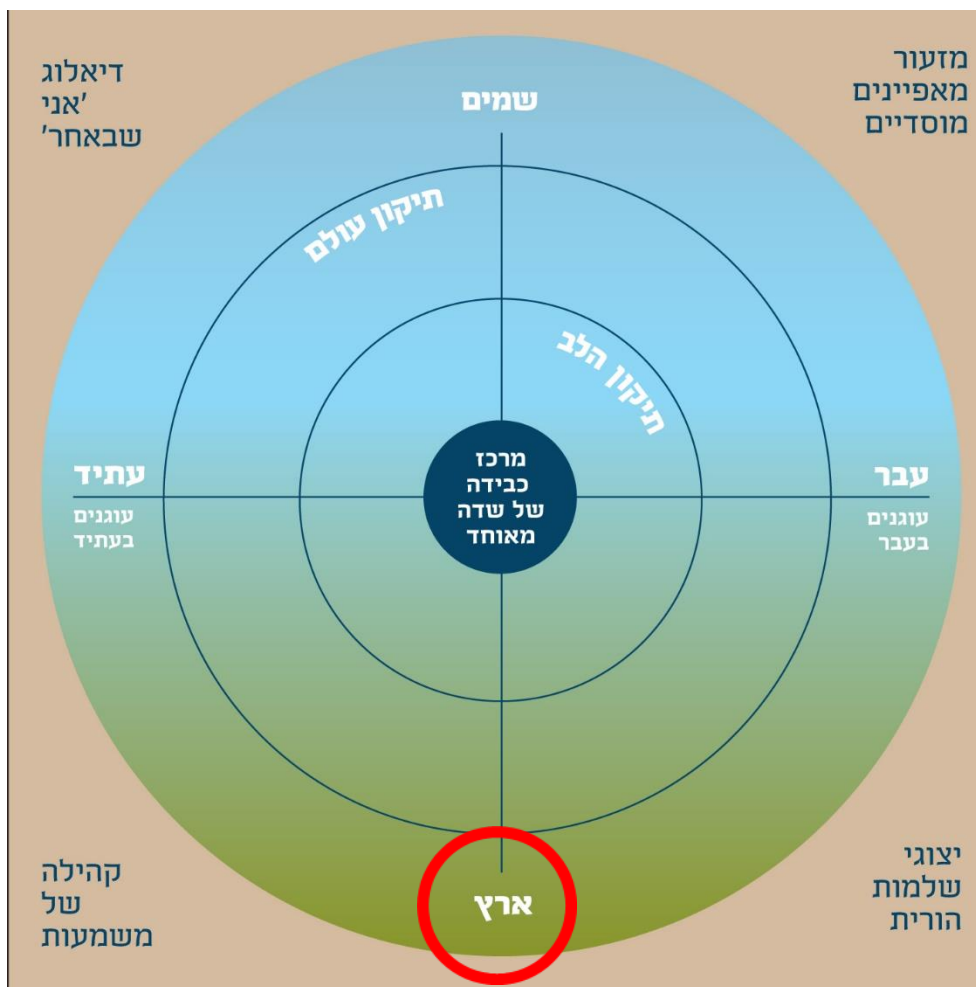 מזעור
מאפיינים
מוסדיים
דיאלוג
'אני
שבאחר'
שמים
תיקון עולם
תיקון הלב
עבר
עוגנים
בעבר
מרכז
כבידה
של שדה
מאוחד
עתיד
עוגנים
בעתיד
ארץ
יצוגי
שלמות
הורית
קהילה
של
משמעות